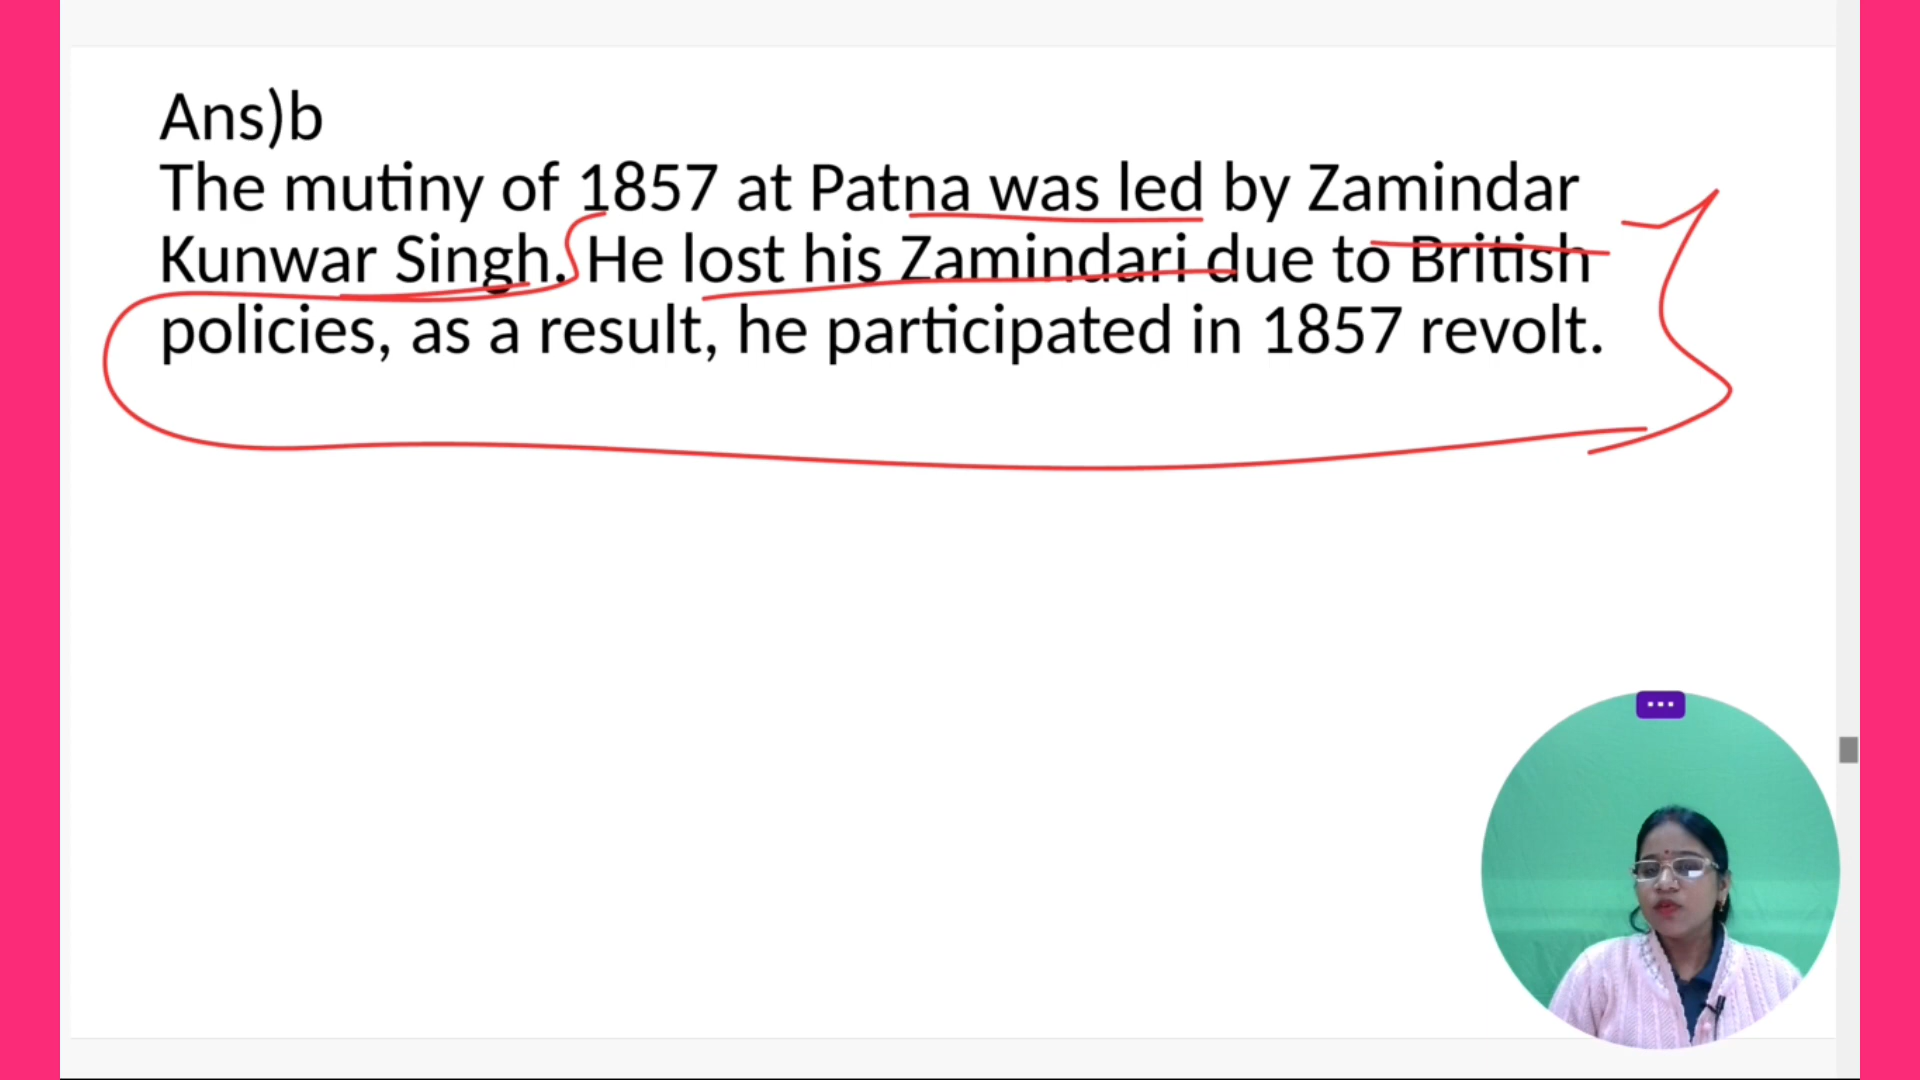 Ans)b
The mutiny of 1857 at Patna was led by Zamindar
Kunwar Singh. He lost his Zamindari due to British
policies, as a result, he participated in 1857 revolt.